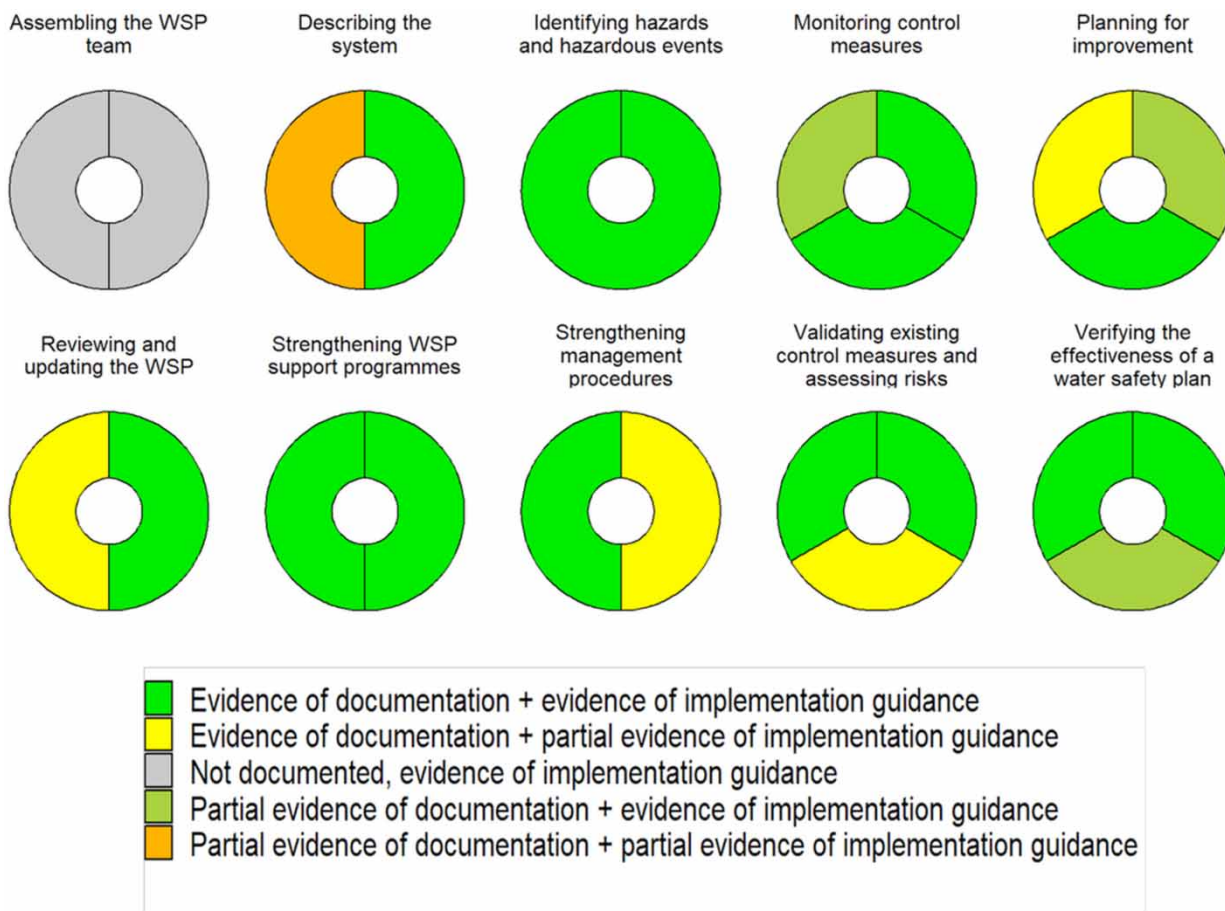 Assembling the WSP
team
Describing the
system
Identifying hazards
and hazardous events
Monitoring control
measures
Planning for
improvement
Reviewing and
updating the WSP
Strengthening WSP
support programmes
Strengthening
management
procedures
Validating existing
control measures and
assessing risks
Verifying the
effectiveness of a
water safety plan
Evidence of documentation + evidence of implementation guidance
Evidence of documentation + partial evidence of implementation guidance
Not documented, evidence of implementation guidance
Partial evidence of documentation + evidence of implementation guidance
Partial evidence of documentation + partial evidence of implementation guidance